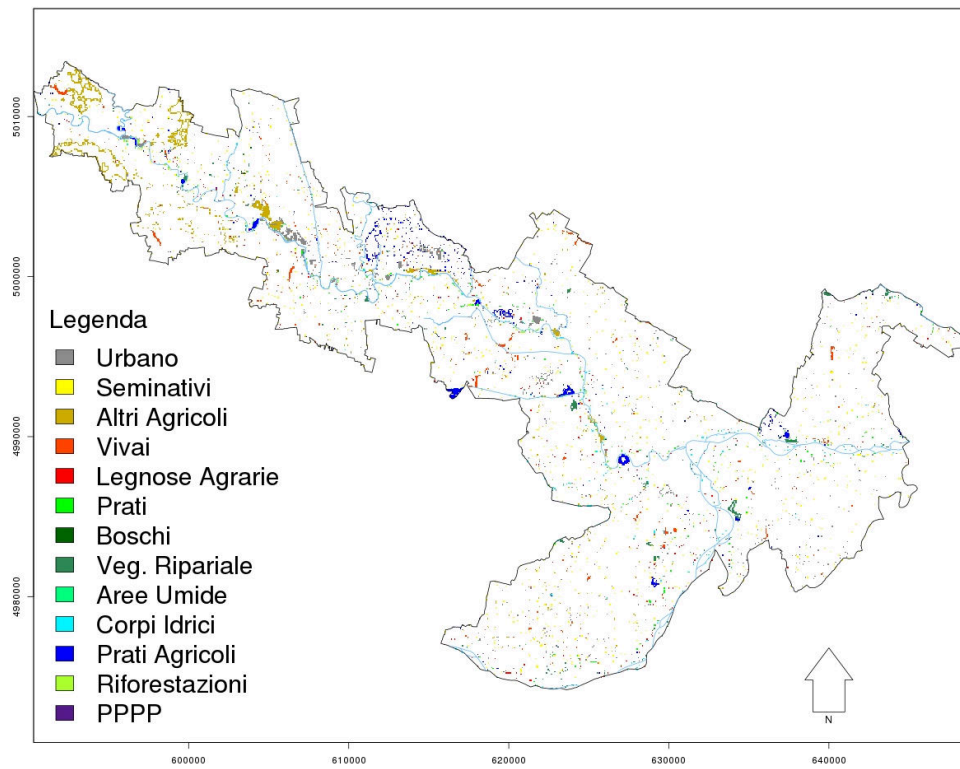 5010000
5000000
4990000
4980000
Legenda
Urbano
Seminativi
Altri Agricoli
Vivai
Legnose Agrarie
Prati
Boschi
Veg. Ripariale
Aree Umide
Corpi Idrici
Prati Agricoli
Riforestazioni
PPPP
N
600000 610000 620000 630000 640000